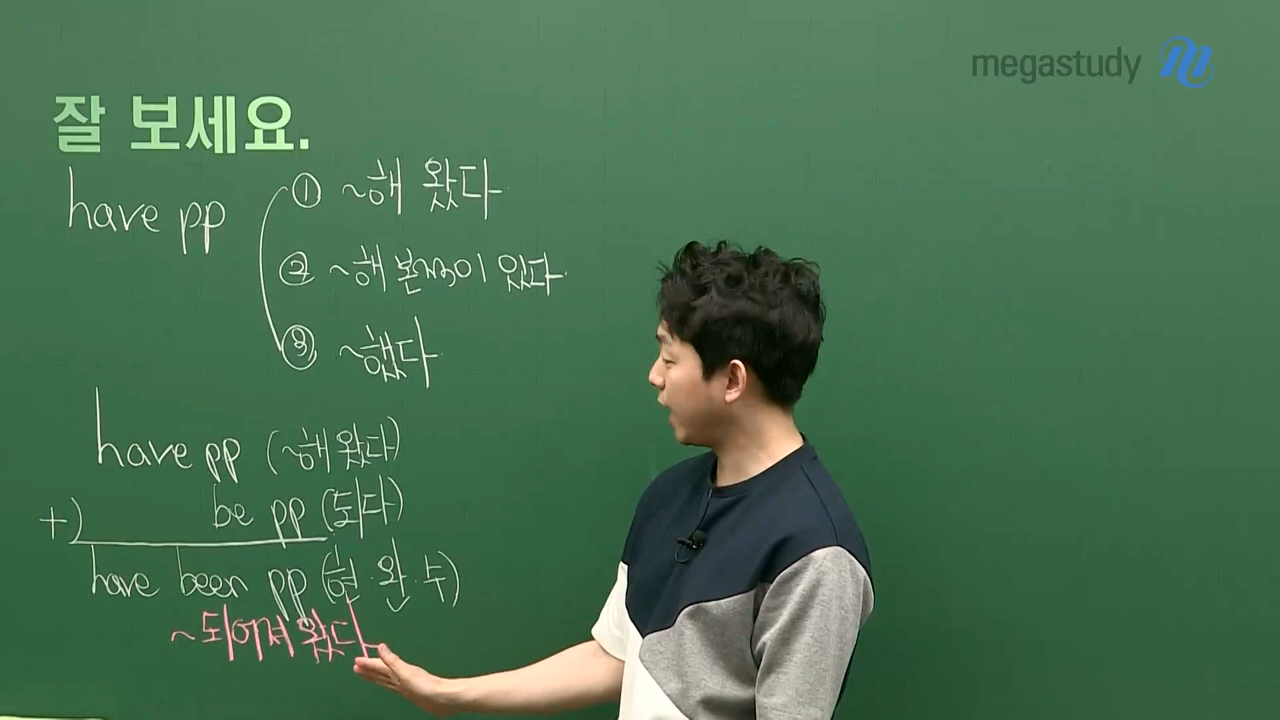 megastudy
잘 보세요.
have pp ① ~해 왔다
② ~해 본적이 있다
③ ~했다
have pp (~해 왔다)
+) be pp (되다)
have been pp (현·완·수)
~되어져 왔다